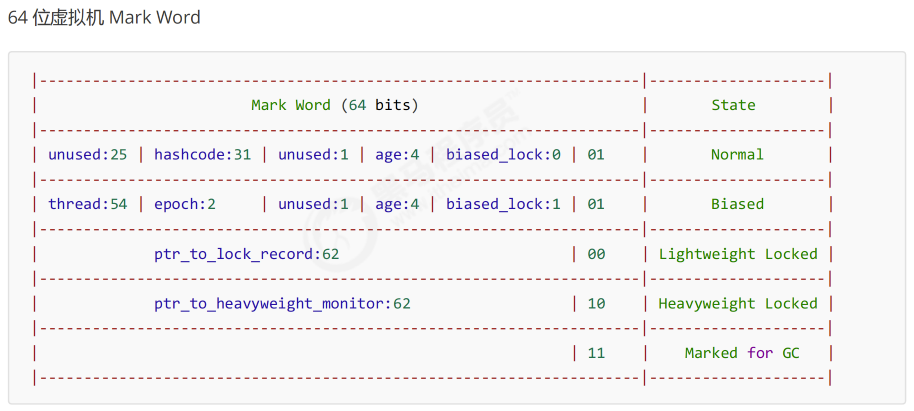 64 位虚拟机 Mark Word
|--------------------------------------------------------------------|--------------------|
| Mark Word (64 bits) | State |
|--------------------------------------------------------------------|--------------------|
| unused:25 | hashcode:31 | unused:1 | age:4 | biased_lock:0 | 01 | Normal |
|--------------------------------------------------------------------|--------------------|
| thread:54 | epoch:2 | unused:1 | age:4 | biased_lock:1 | 01 | Biased |
|--------------------------------------------------------------------|--------------------|
| ptr_to_lock_record:62 | 00 | Lightweight Locked |
|--------------------------------------------------------------------|--------------------|
| ptr_to_heavyweight_monitor:62 | 10 | Heavyweight Locked |
|--------------------------------------------------------------------|--------------------|
| | 11 | Marked for GC |
|--------------------------------------------------------------------|--------------------|